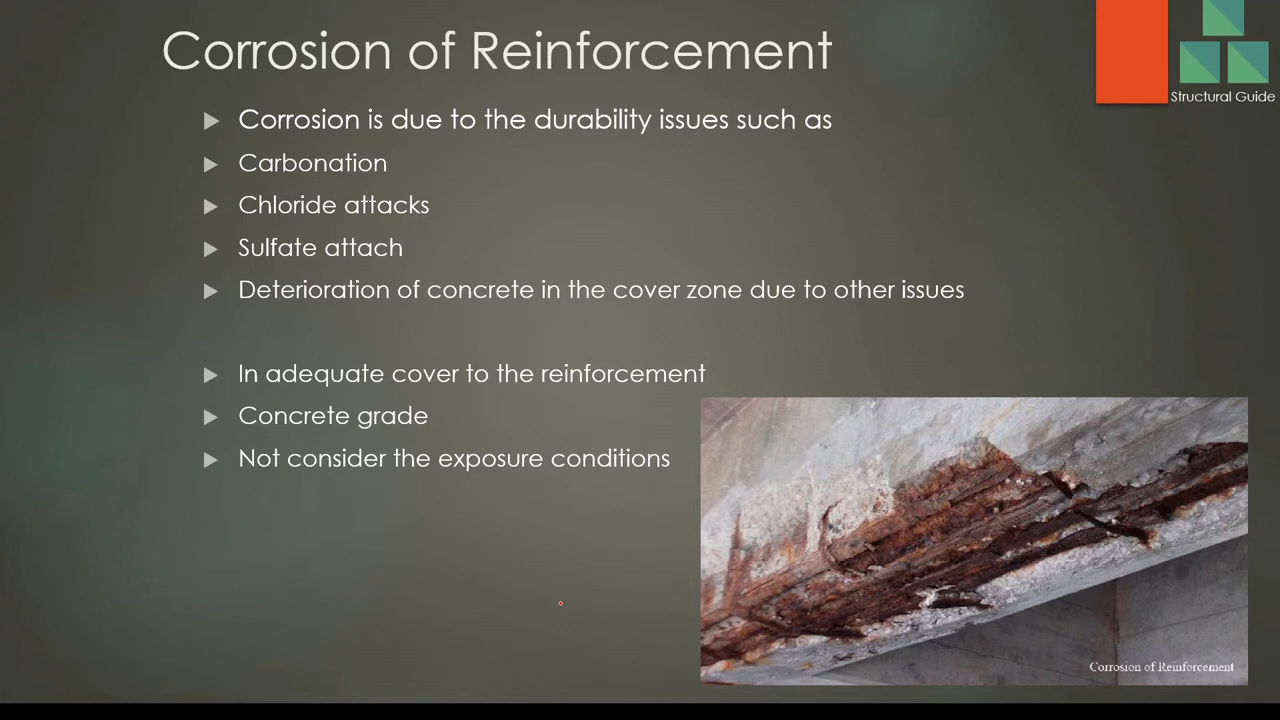 Corrosion of Reinforcement
Structural Guide
Corrosion is due to the durability issues such as
Carbonation
Chloride attacks
Sulfate attach
Deterioration of concrete in the cover zone due to other issues
In adequate cover to the reinforcement
Concrete grade
Not consider the exposure conditions
Corrosion of Reinforcement